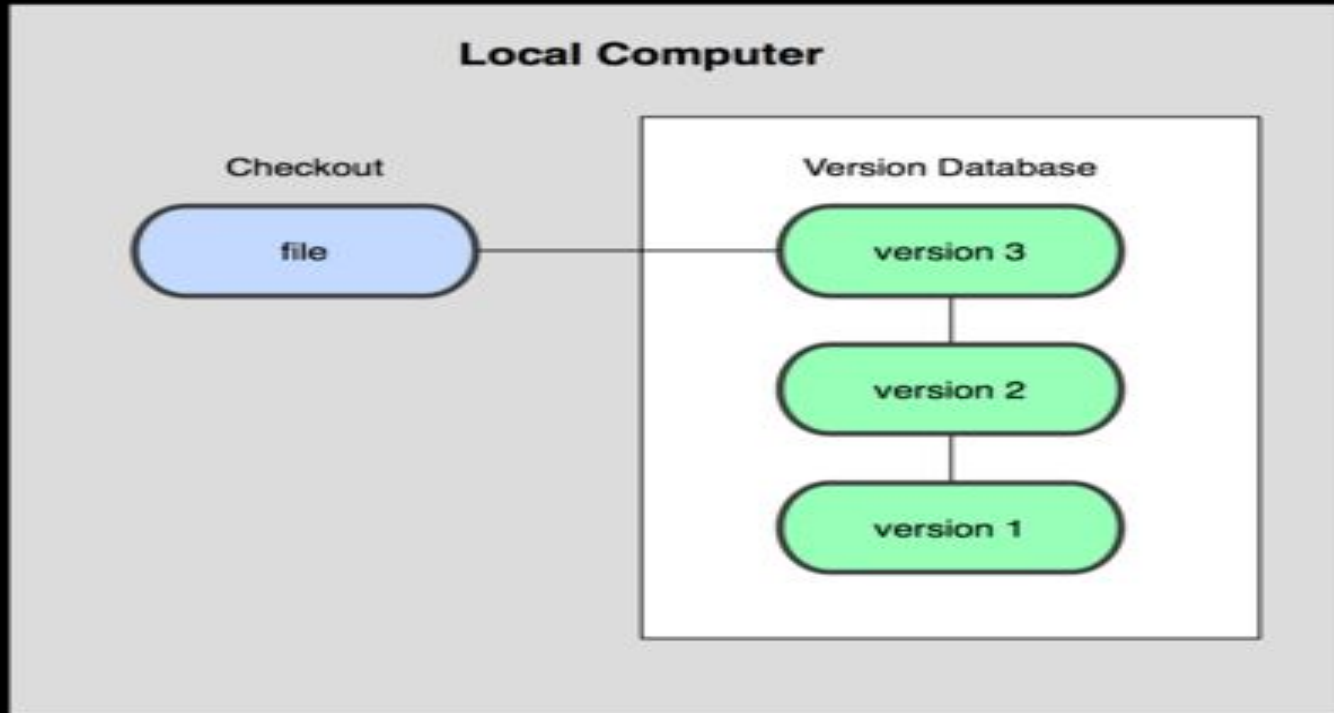 Local Computer
Checkout
Version Database
file
version 3
version 2
version 1